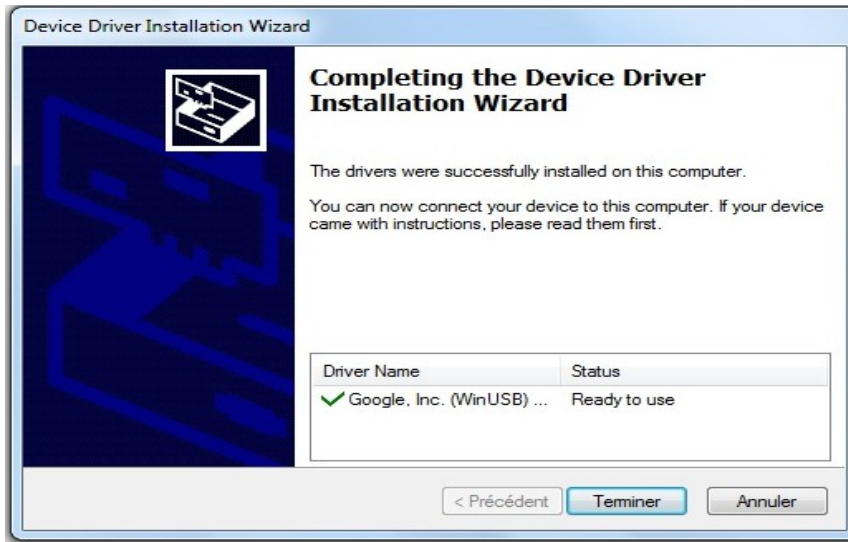 Device Driver Installation Wizard
Completing the Device Driver
Installation Wizard
The drivers were successfully installed on this computer.
You can now connect your device to this computer. If your device
came with instructions, please read them first.
Driver Name Status
Google, Inc. (WinUSB) ... Ready to use
< Précédent Terminer Annuler